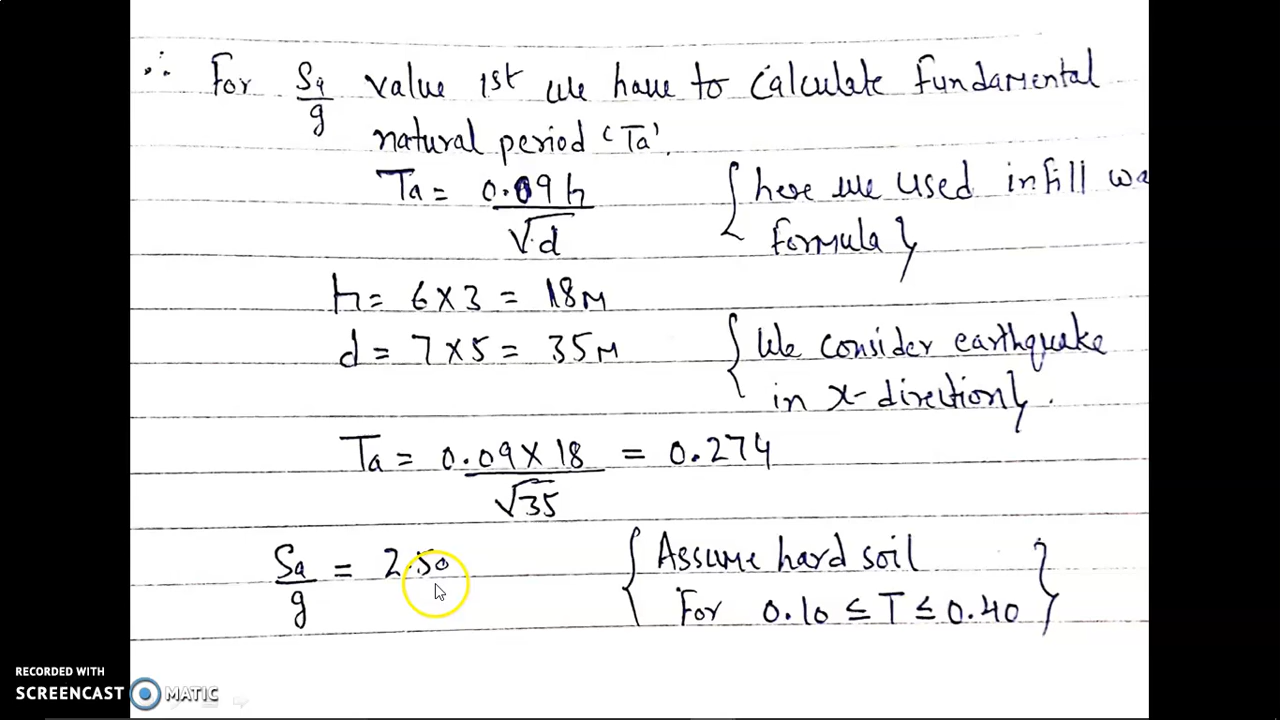 ∴ For Sa/g value 1st we have to calculate fundamental
natural period 'Ta'.
Ta = 0.09h/√d {here we used infill wa
formula}
h = 6×3 = 18M
d = 7×5 = 35M {We consider earthquake
in x-direction}.
Ta = 0.09×18/√35 = 0.274
Sa/g = 2.50 {Assume hard soil
For 0.10 ≤ T ≤ 0.40}
RECORDED WITH
SCREENCAST MATIC